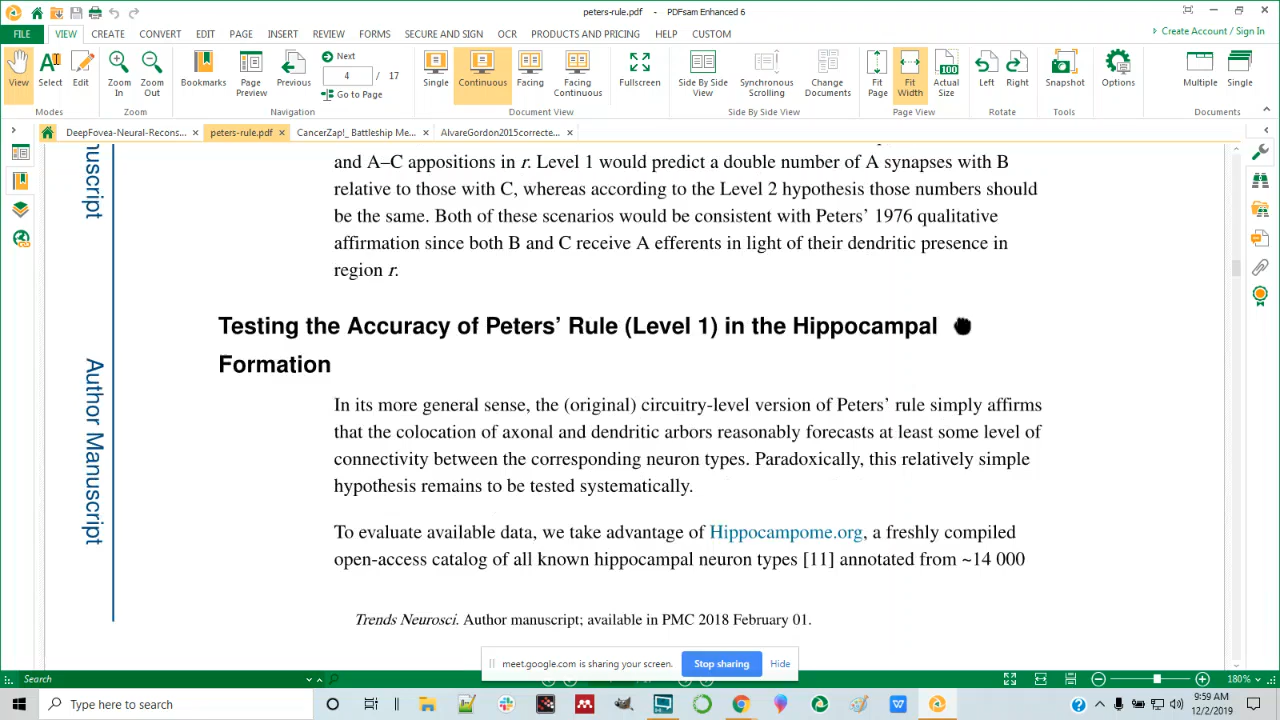 peters-rule.pdf - PDFsam Enhanced 6
FILE VIEW CREATE CONVERT EDIT PAGE INSERT REVIEW FORMS SECURE AND SIGN OCR PRODUCTS AND PRICING HELP CUSTOM
Create Account / Sign In
View Select Edit Zoom In Zoom Out Bookmarks Page Preview Previous Next 4 / 17 Go to Page Single Continuous Facing Facing Continuous Fullscreen Side By Side View Synchronous Scrolling Change Documents Fit Page Fit Width Actual Size Left Right Snapshot Options Multiple Single
Modes Zoom Navigation Document View Side By Side View Page View Rotate Tools Documents
DeepFovea-Neural-Recons... peters-rule.pdf CancerZap!_ Battleship Me... AlvareGordon2015correcte...
and A–C appositions in r. Level 1 would predict a double number of A synapses with B
relative to those with C, whereas according to the Level 2 hypothesis those numbers should
be the same. Both of these scenarios would be consistent with Peters’ 1976 qualitative
affirmation since both B and C receive A efferents in light of their dendritic presence in
region r.
Testing the Accuracy of Peters’ Rule (Level 1) in the Hippocampal
Formation
In its more general sense, the (original) circuitry-level version of Peters’ rule simply affirms
that the colocation of axonal and dendritic arbors reasonably forecasts at least some level of
connectivity between the corresponding neuron types. Paradoxically, this relatively simple
hypothesis remains to be tested systematically.
To evaluate available data, we take advantage of Hippocampome.org, a freshly compiled
open-access catalog of all known hippocampal neuron types [11] annotated from ~14 000
Trends Neurosci. Author manuscript; available in PMC 2018 February 01.
nuscript
Author Manuscript
meet.google.com is sharing your screen. Stop sharing Hide
Search
180%
Type here to search
9:59 AM
12/2/2019